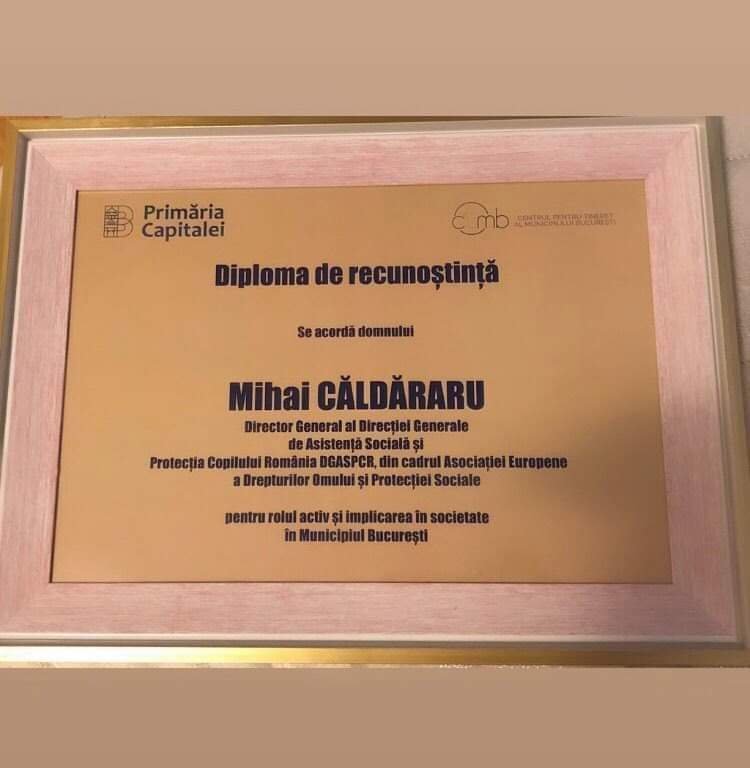 Primăria
Capitalei
CENTRUL PENTRU TINERET
AL MUNICIPIULUI BUCUREȘTI
Diploma de recunoștință
Se acordă domnului
Mihai CĂLDĂRARU
Director General al Direcției Generale
de Asistență Socială și
Protecția Copilului România DGASPCR, din cadrul Asociației Europene
a Drepturilor Omului și Protecției Sociale
pentru rolul activ și implicarea în societate
în Municipiul București